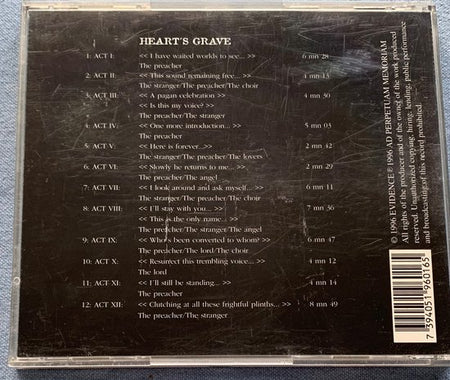 HEART'S GRAVE
1: ACT I: << I have waited worlds to see... >> 6 mn 28
The preacher
2: ACT II: << This sound remaining free... >> 4 mn 13
The stranger/The preacher/The choir
3: ACT III: << A pagan celebration >> 4 mn 30
<< Is this my voice? >>
The preacher/The stranger
4: ACT IV: << One more introduction... >> 5 mn 03
The preacher
5: ACT V: << Here is forever...>> 2 mn 42
The stranger/The preacher/The lovers
6: ACT VI: << Slowly he returns to me... >> 2 mn 29
The preacher/The angel
7: ACT VII: << I look around and ask myself... >> 6 mn 11
The stranger/The preacher/The choir
8: ACT VIII: << I'll stay with you... >> 7 mn 36
<< This is the only name... >>
The preacher/The stranger/The angel
9: ACT IX: << Who's been converted to whom? >> 6 mn 47
The preacher/The lord/The choir
10: ACT X: << Resurrect this trembling voice... >> 4 mn 12
The lord
11: ACT XI: << I'll still be standing... >> 4 mn 14
The preacher
12: ACT XII: << Clutching at all these frightful plinths... >> 8 mn 49
The preacher/The stranger
© 1996 EVIDENCE ℗ 1996 AD PERPETUAM MEMORIAM
All rights of the producer and of the owner of the work produced
reserved. Unauthorized copying, hiring, lending, public performance
and broadcasting of this record prohibited.
7 394051 960165